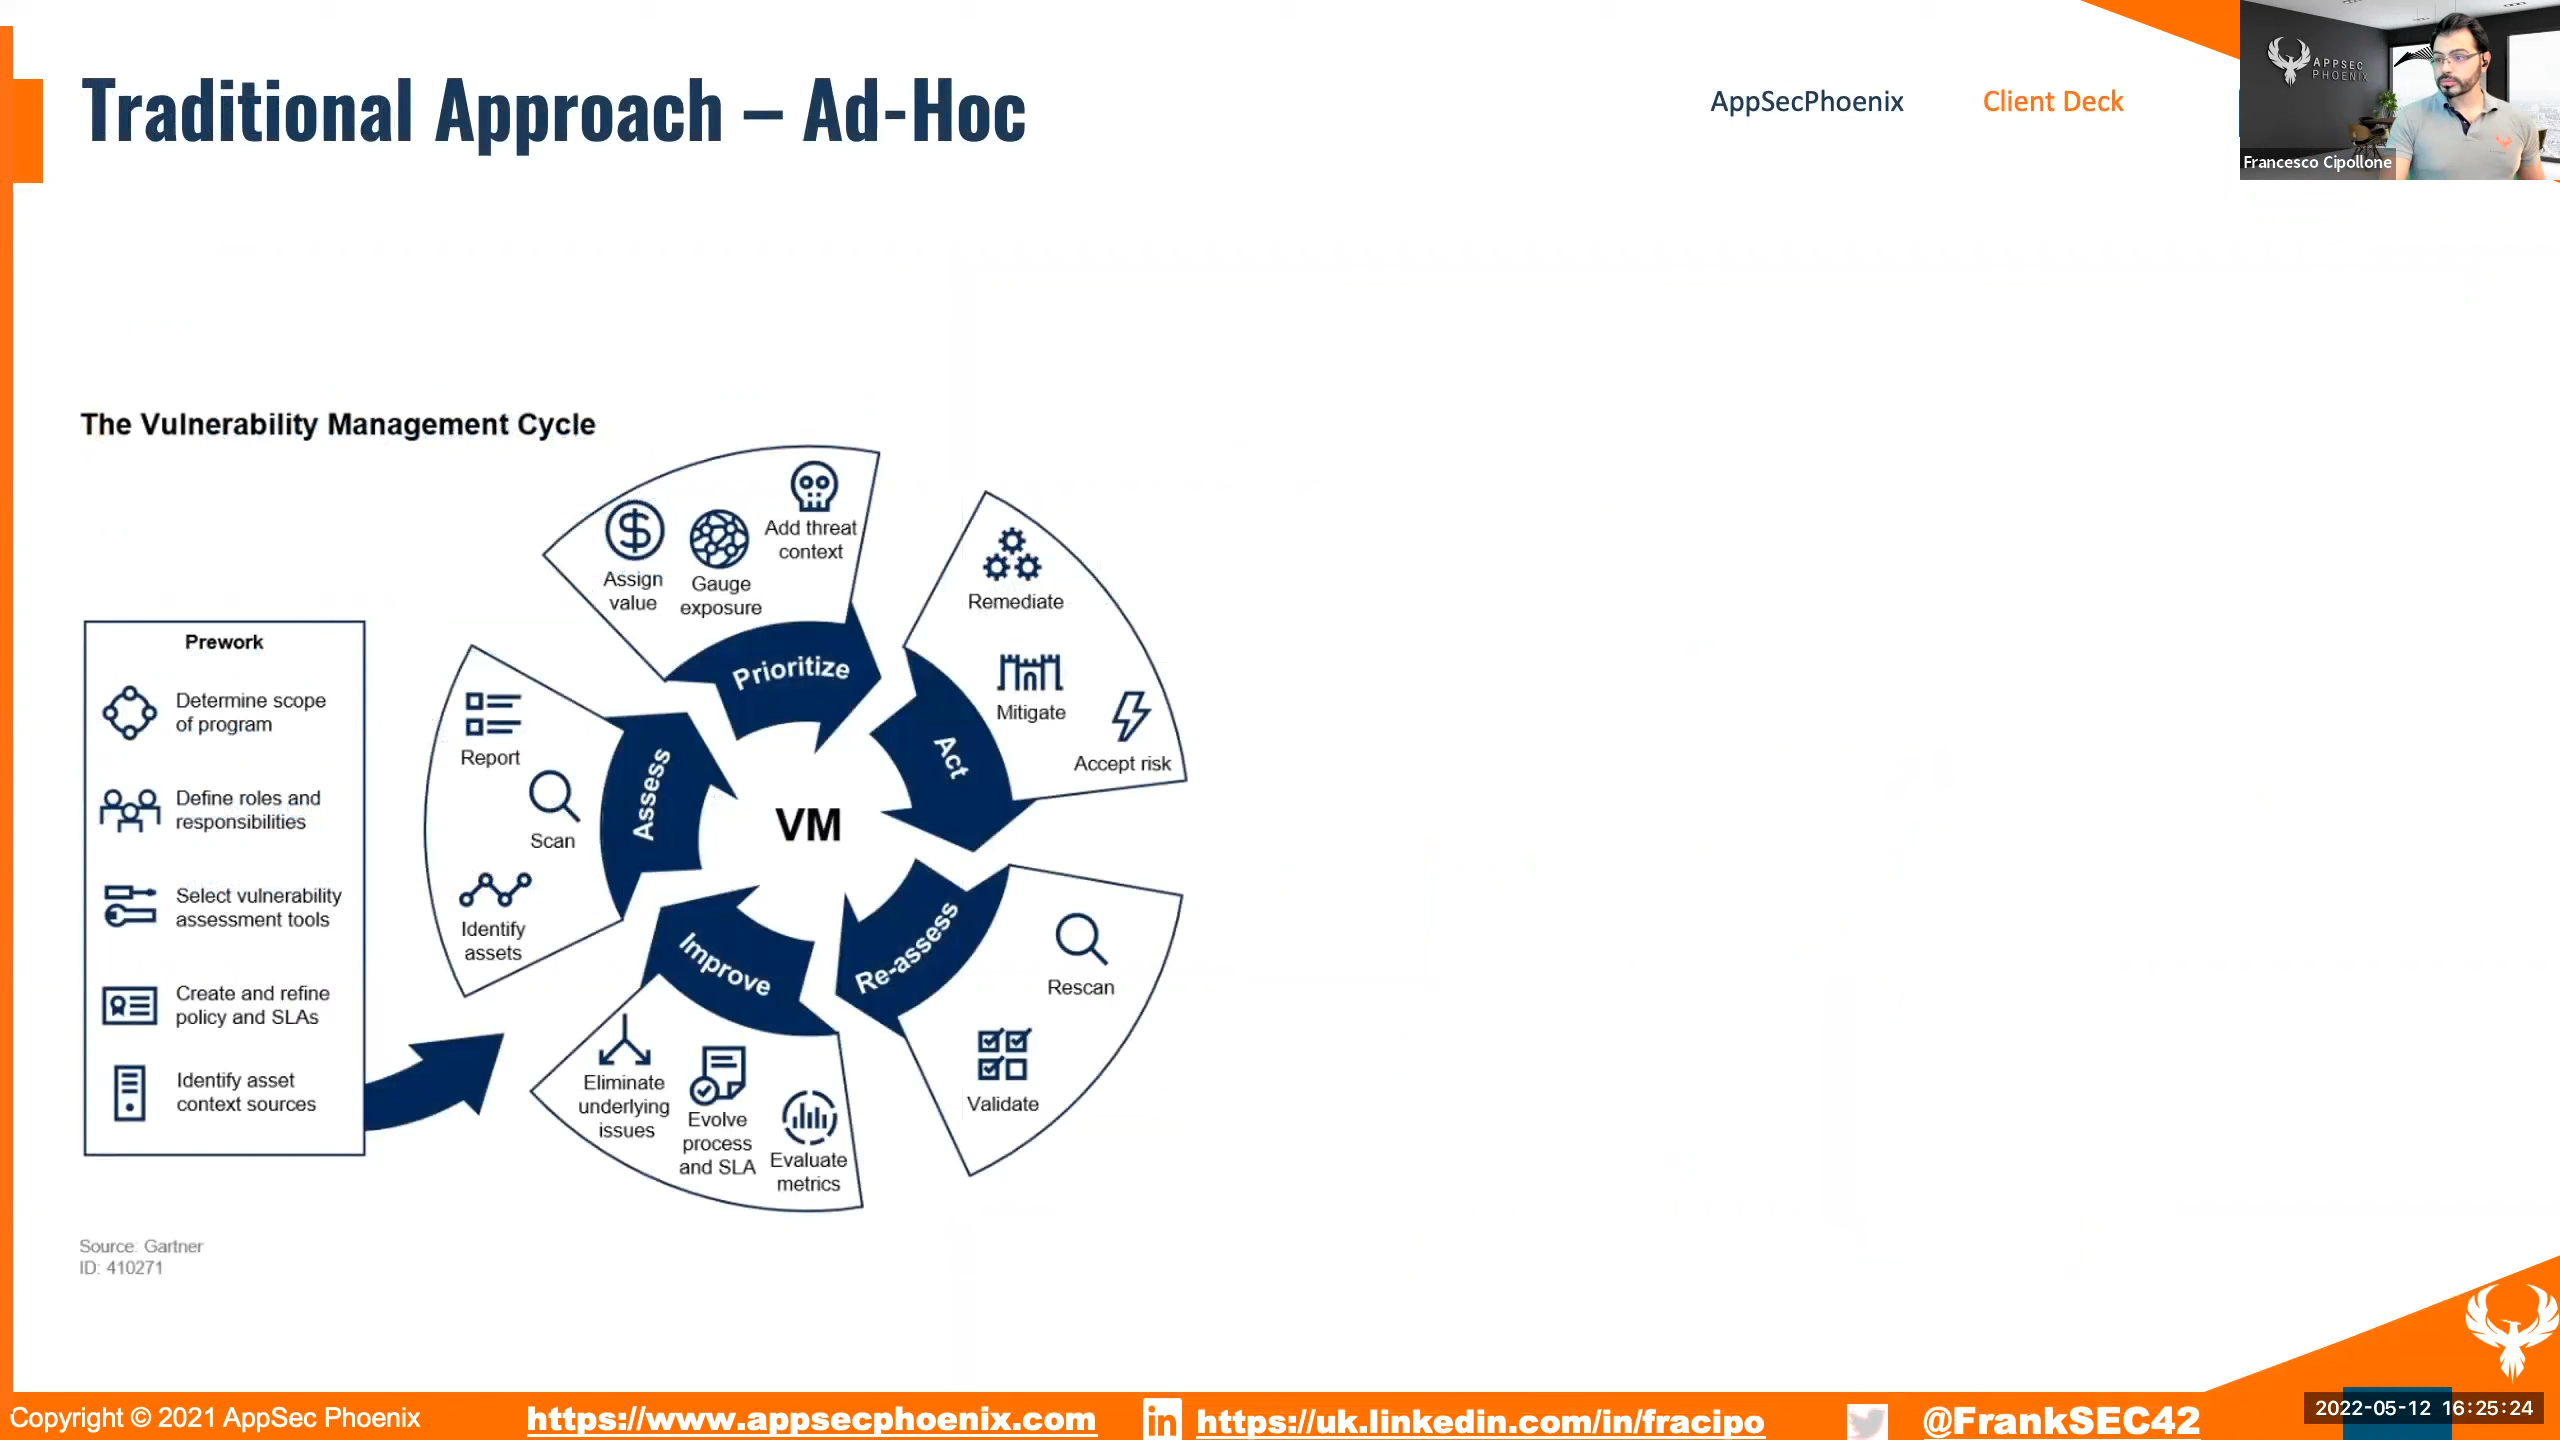 Traditional Approach – Ad-Hoc
AppSecPhoenix
Client Deck
APPSEC
PHOENIX
Francesco Cipollone
The Vulnerability Management Cycle
Prework
Determine scope
of program
Define roles and
responsibilities
Select vulnerability
assessment tools
Create and refine
policy and SLAs
Identify asset
context sources
VM
Assess
Report
Scan
Identify
assets
Prioritize
Assign
value
Gauge
exposure
Add threat
context
Act
Remediate
Mitigate
Accept risk
Re-assess
Rescan
Validate
Improve
Eliminate
underlying
issues
Evolve
process
and SLA
Evaluate
metrics
Source: Gartner
ID: 410271
Copyright © 2021 AppSec Phoenix
https://www.appsecphoenix.com
in
https://uk.linkedin.com/in/fracipo
@FrankSEC42
2022-05-12 16:25:24